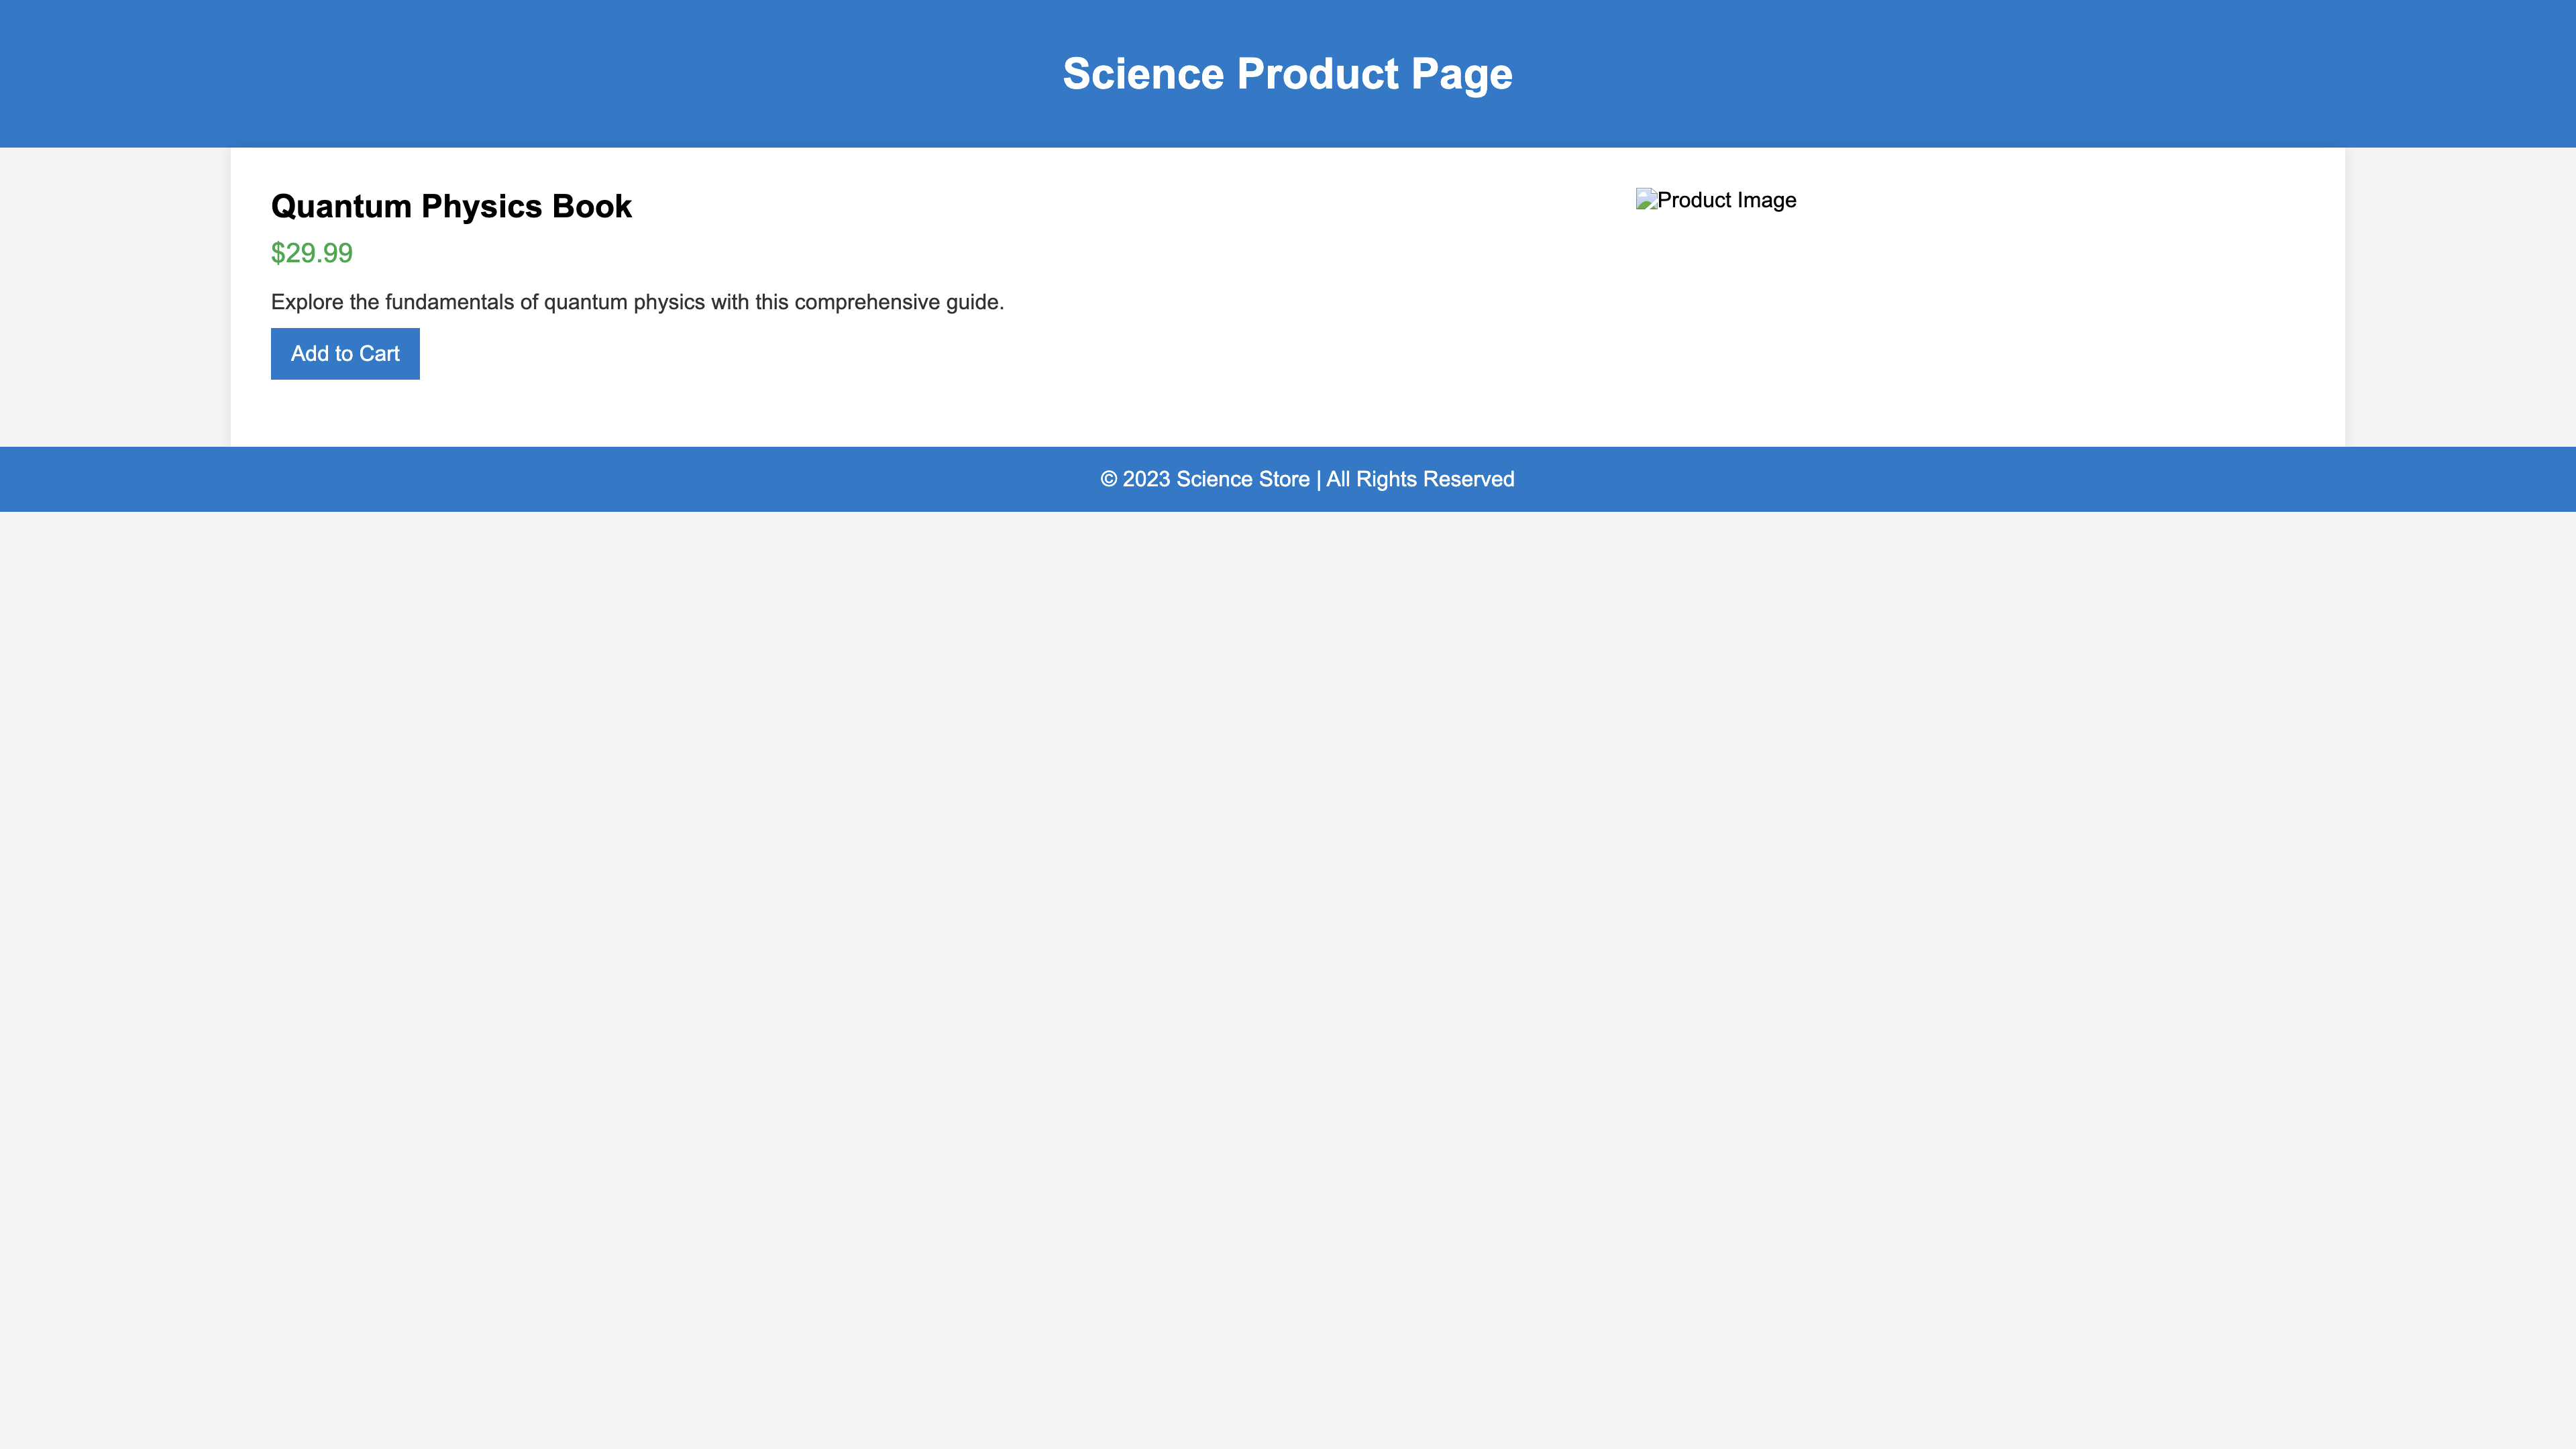 Science Product Page
Quantum Physics Book
$29.99
Explore the fundamentals of quantum physics with this comprehensive guide.
Add to Cart
Product Image
© 2023 Science Store | All Rights Reserved